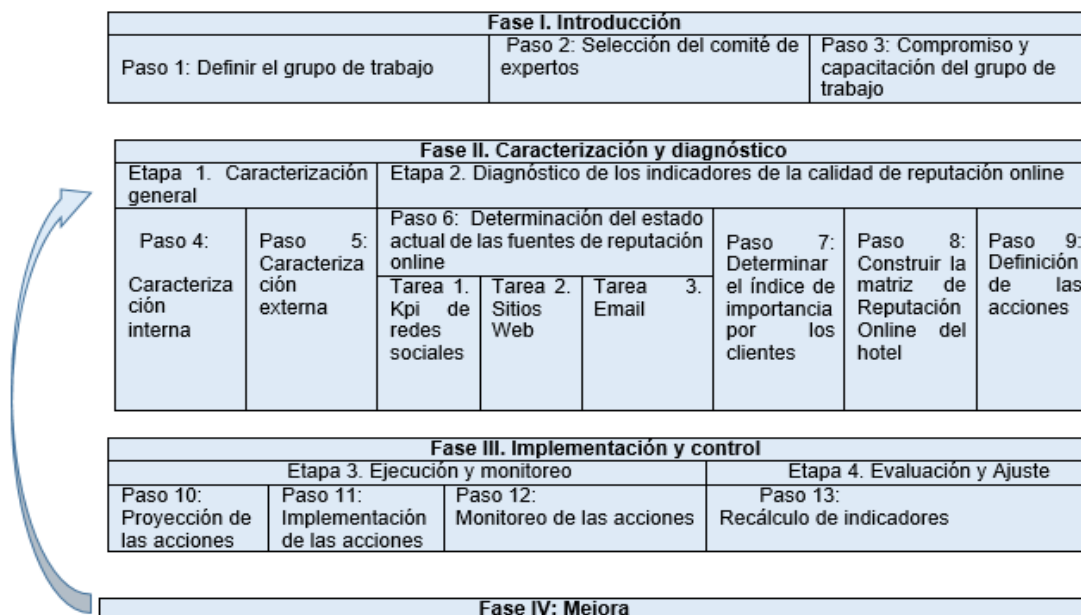 Fase I. Introducción
Paso 1: Definir el grupo de trabajo
Paso 2: Selección del comité de
expertos
Paso 3: Compromiso y
capacitación del grupo de
trabajo
Fase II. Caracterización y diagnóstico
Etapa 1. Caracterización
general
Etapa 2. Diagnóstico de los indicadores de la calidad de reputación online
Paso 4:
Caracteriza
ción
interna
Paso 5:
Caracteriza
ción
externa
Paso 6: Determinación del estado
actual de las fuentes de reputación
online
Tarea 1.
Kpi de
redes
sociales
Tarea 2.
Sitios
Web
Tarea 3.
Email
Paso 7:
Determinar
el índice de
importancia
por los
clientes
Paso 8:
Construir la
matriz de
Reputación
Online del
hotel
Paso 9:
Definición
de las
acciones
Fase III. Implementación y control
Etapa 3. Ejecución y monitoreo
Etapa 4. Evaluación y Ajuste
Paso 10:
Proyección de
las acciones
Paso 11:
Implementación
de las acciones
Paso 12:
Monitoreo de las acciones
Paso 13:
Recálculo de indicadores
Fase IV: Mejora